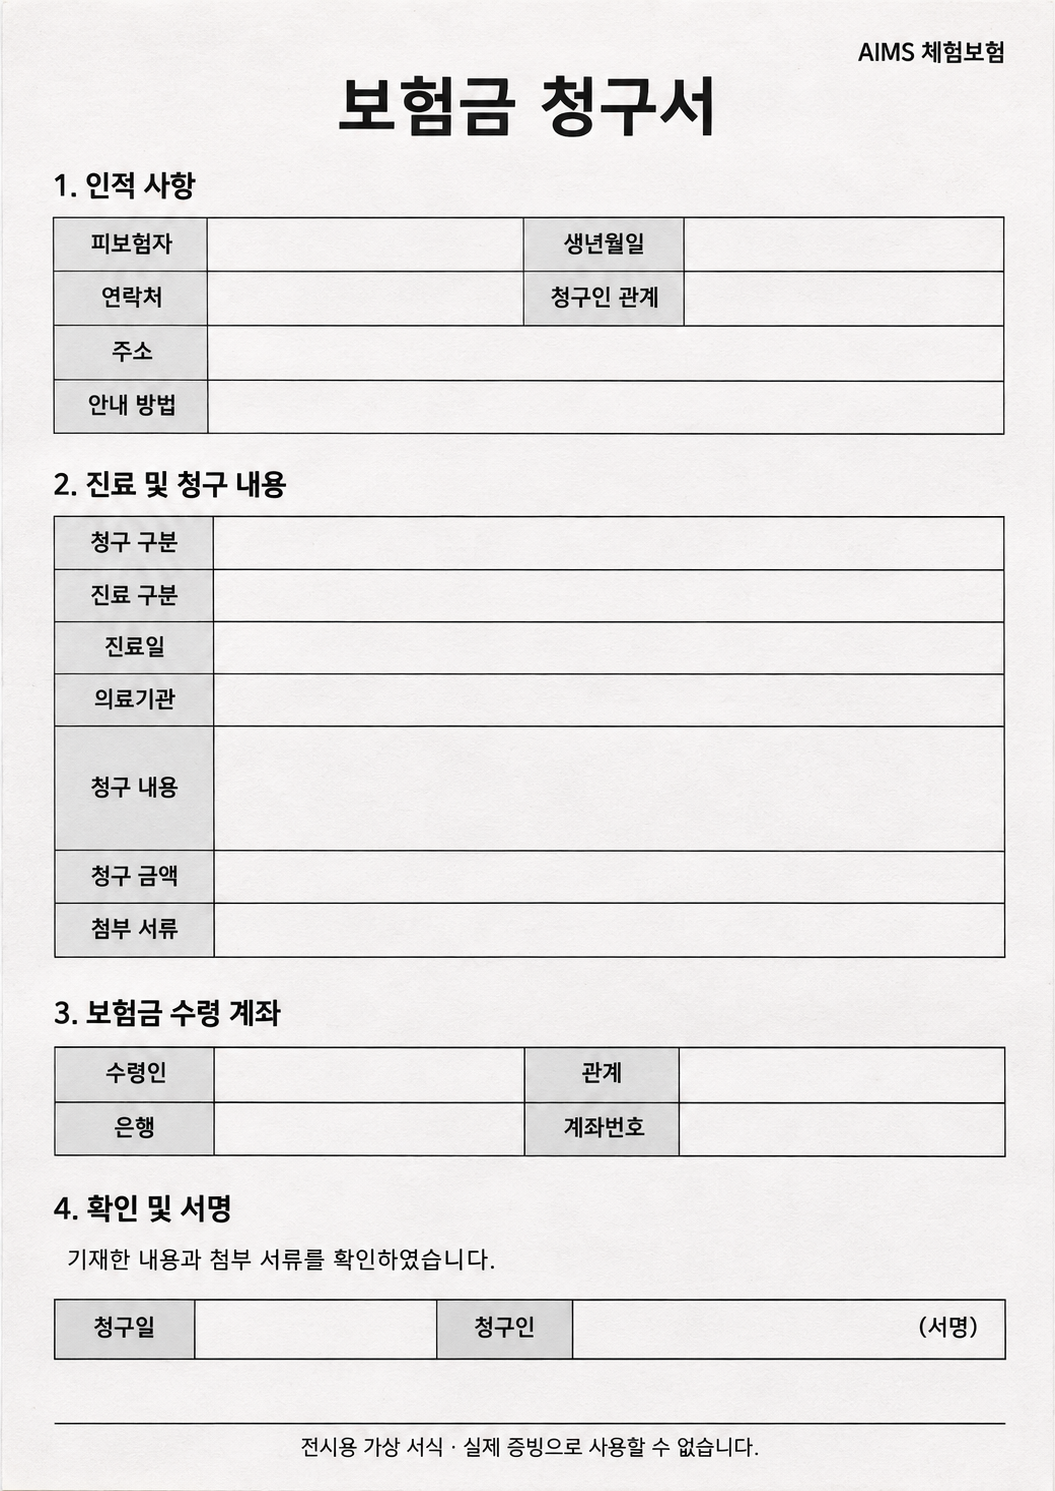 AIMS 체험보험
보험금 청구서
1. 인적 사항
피보험자 생년월일
연락처 청구인 관계
주소
안내 방법
2. 진료 및 청구 내용
청구 구분
진료 구분
진료일
의료기관
청구 내용
청구 금액
첨부 서류
3. 보험금 수령 계좌
수령인 관계
은행 계좌번호
4. 확인 및 서명
기재한 내용과 첨부 서류를 확인하였습니다.
청구일 청구인 (서명)
전시용 가상 서식 · 실제 증빙으로 사용할 수 없습니다.